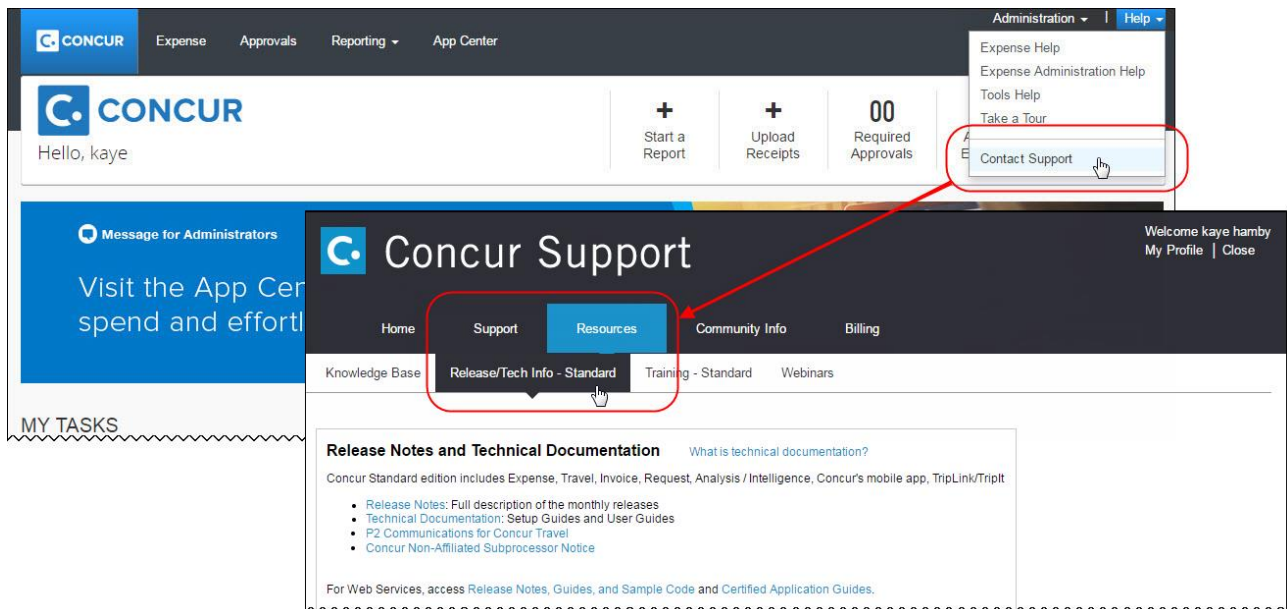 Administration | Help
C. CONCUR Expense Approvals Reporting App Center
Expense Help
Expense Administration Help
Tools Help
Take a Tour
Contact Support
C. CONCUR
Hello, kaye
+ Start a Report
+ Upload Receipts
00 Required Approvals
Message for Administrators
Visit the App Cen
spend and effortl
MY TASKS
C. Concur Support
Welcome kaye hamby
My Profile | Close
Home Support Resources Community Info Billing
Knowledge Base Release/Tech Info - Standard Training - Standard Webinars
Release Notes and Technical Documentation What is technical documentation?
Concur Standard edition includes Expense, Travel, Invoice, Request, Analysis / Intelligence, Concur's mobile app, TripLink/TripIt
• Release Notes: Full description of the monthly releases
• Technical Documentation: Setup Guides and User Guides
• P2 Communications for Concur Travel
• Concur Non-Affiliated Subprocessor Notice
For Web Services, access Release Notes, Guides, and Sample Code and Certified Application Guides.